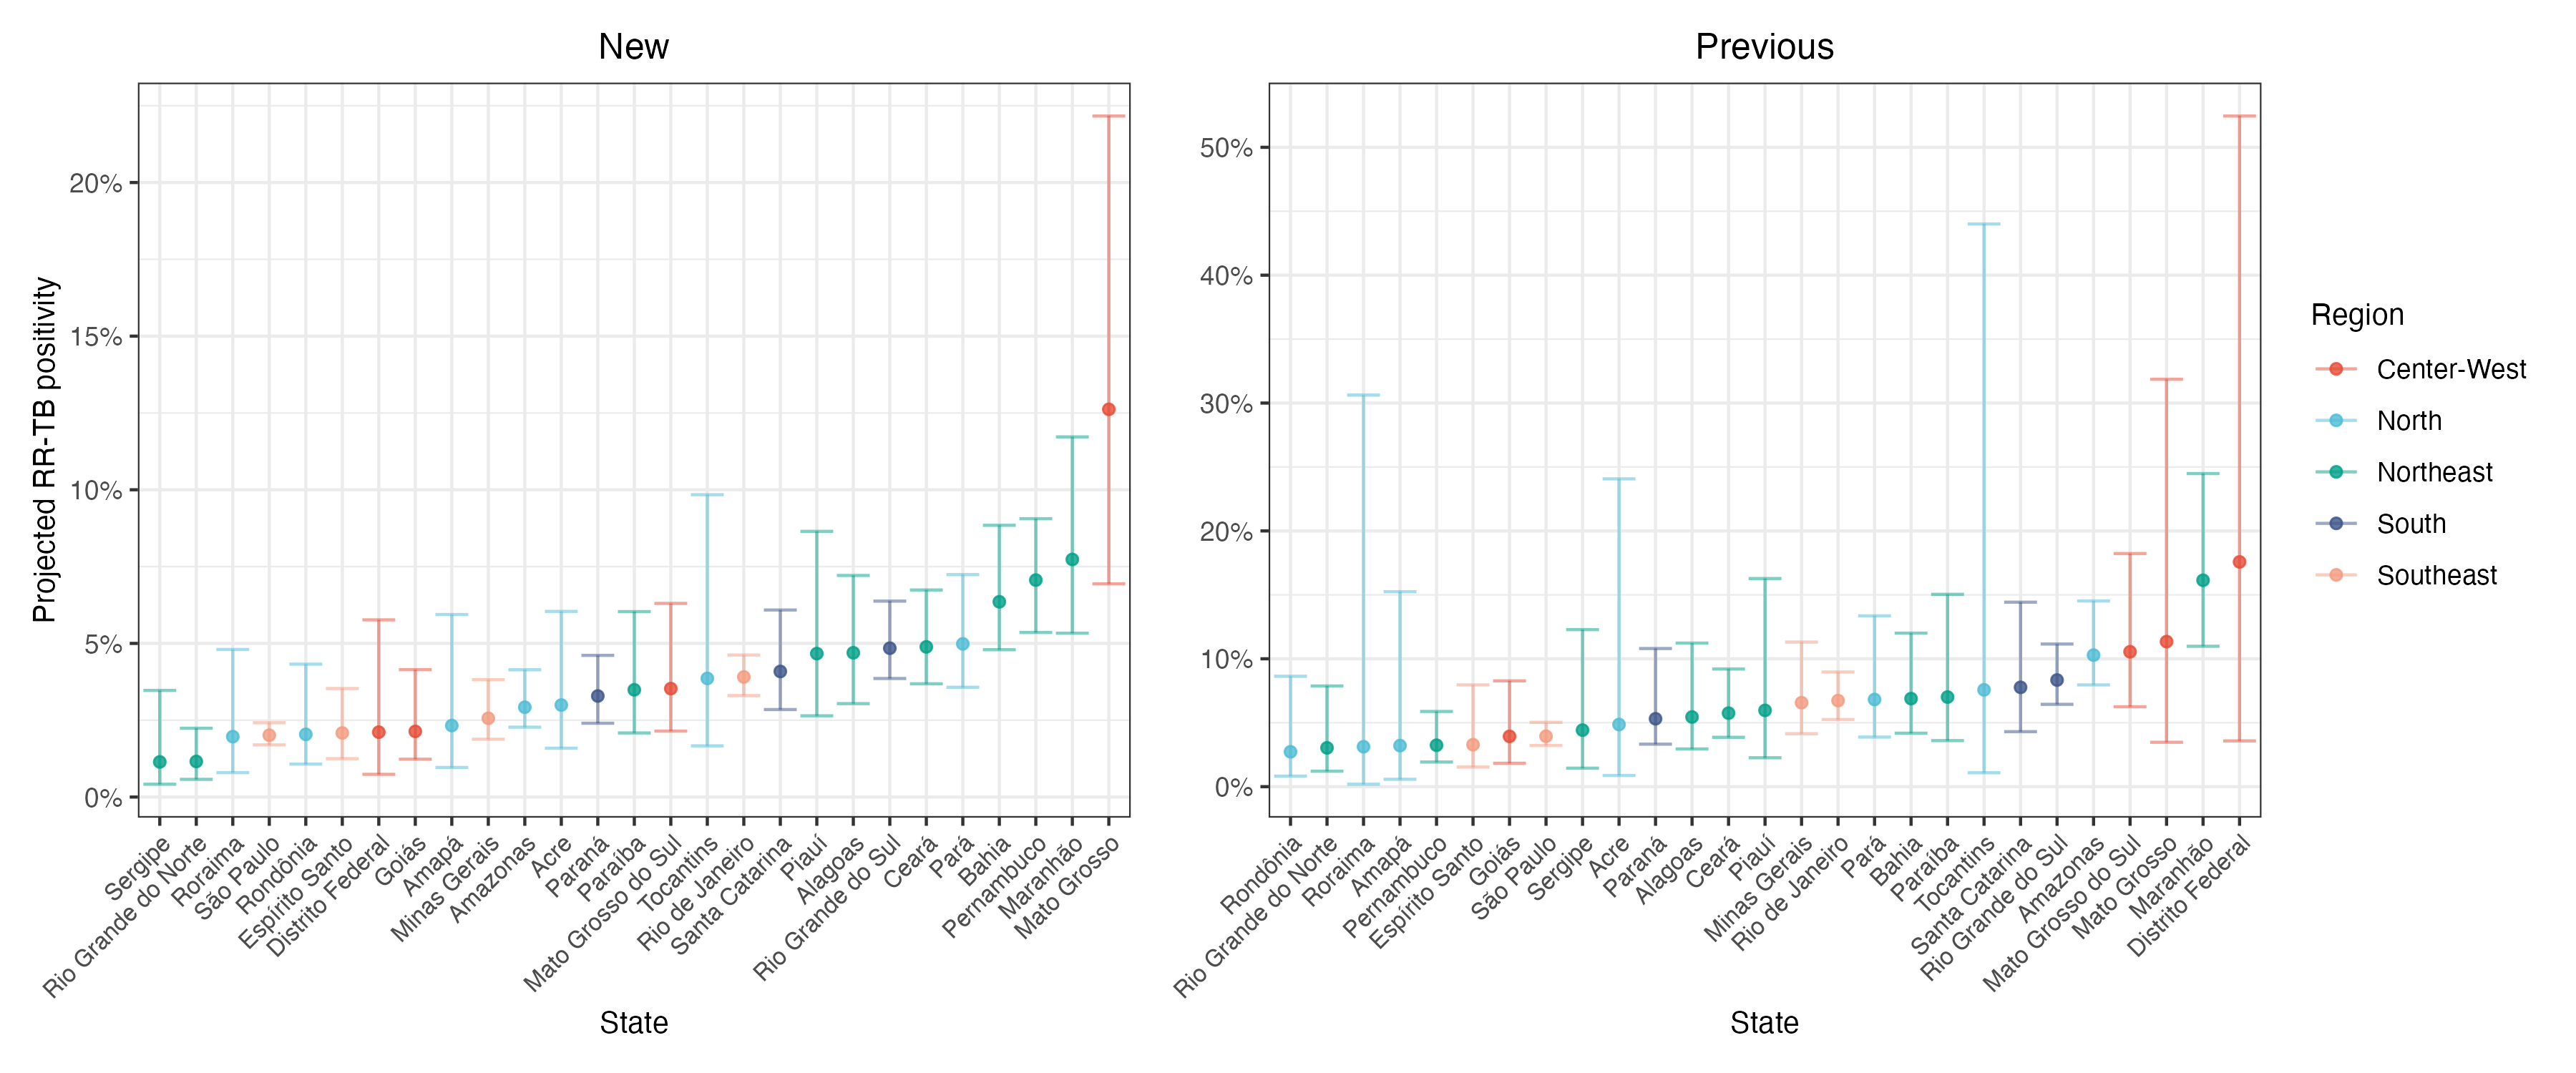 New
Previous
Projected RR-TB positivity
20%
15%
10%
5%
0%
Sergipe
Rio Grande do Norte
Roraima
São Paulo
Rondônia
Espírito Santo
Distrito Federal
Goiás
Amapá
Minas Gerais
Amazonas
Acre
Paraná
Paraíba
Mato Grosso do Sul
Tocantins
Rio de Janeiro
Santa Catarina
Piauí
Alagoas
Rio Grande do Sul
Ceará
Pará
Bahia
Pernambuco
Maranhão
Mato Grosso
State
50%
40%
30%
20%
10%
0%
Rondônia
Rio Grande do Norte
Roraima
Amapá
Pernambuco
Espírito Santo
Goiás
São Paulo
Sergipe
Acre
Paraná
Alagoas
Ceará
Piauí
Minas Gerais
Rio de Janeiro
Pará
Bahia
Paraíba
Tocantins
Santa Catarina
Rio Grande do Sul
Amazonas
Mato Grosso do Sul
Mato Grosso
Maranhão
Distrito Federal
State
Region
Center-West
North
Northeast
South
Southeast